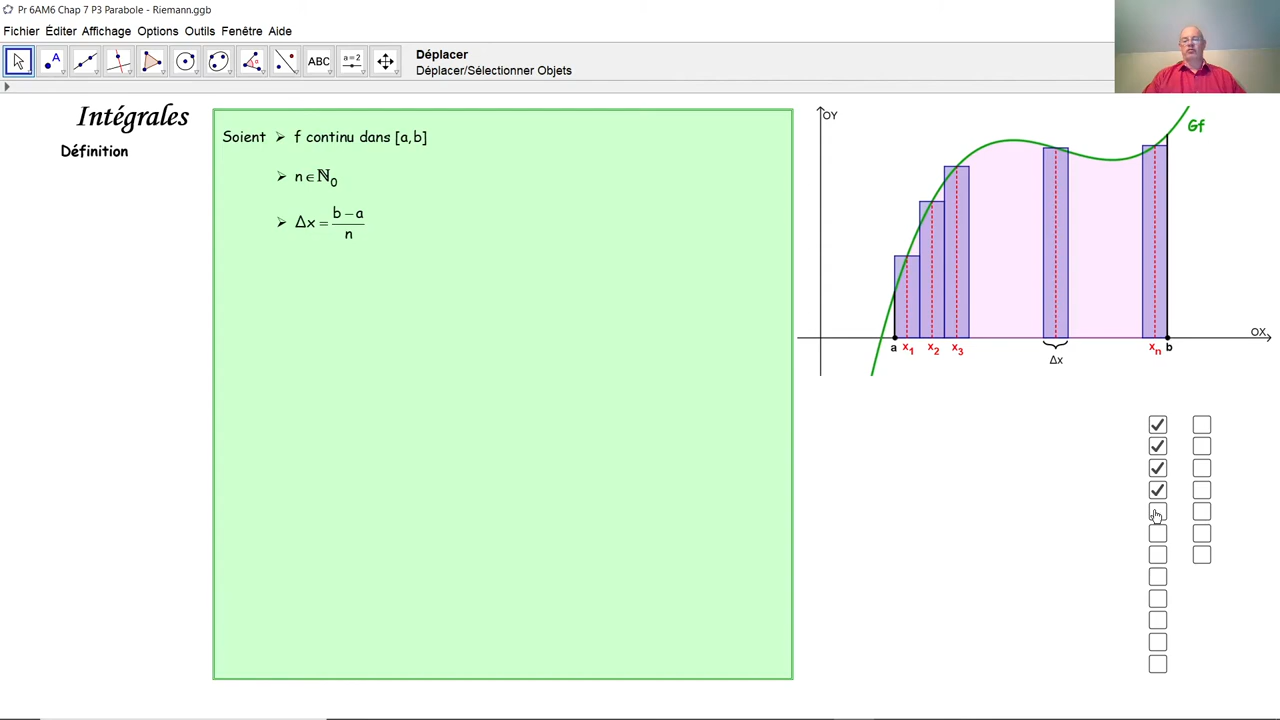 Pr 6AM6 Chap 7 P3 Parabole - Riemann.ggb
Fichier Éditer Affichage Options Outils Fenêtre Aide
A
ABC
a=2
Déplacer
Déplacer/Sélectionner Objets
Intégrales
Définition
Soient ➢ f continu dans [a,b]
➢ n ∈ ℕ₀
➢ Δx = (b − a)/n
OY
Gf
OX
a x₁ x₂ x₃ xₙ b
Δx